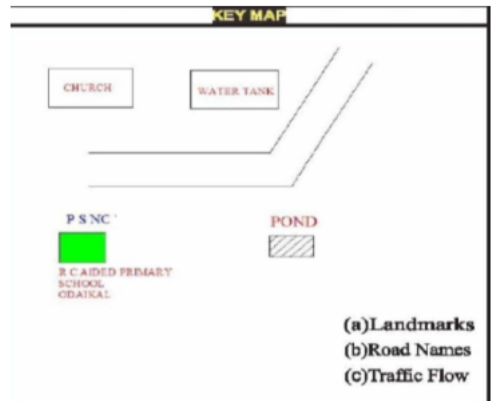 KEY MAP
CHURCH
WATER TANK
P S NC '
POND
R C AIDED PRIMARY
SCHOOL
ODAIKAL
(a)Landmarks
(b)Road Names
(c)Traffic Flow